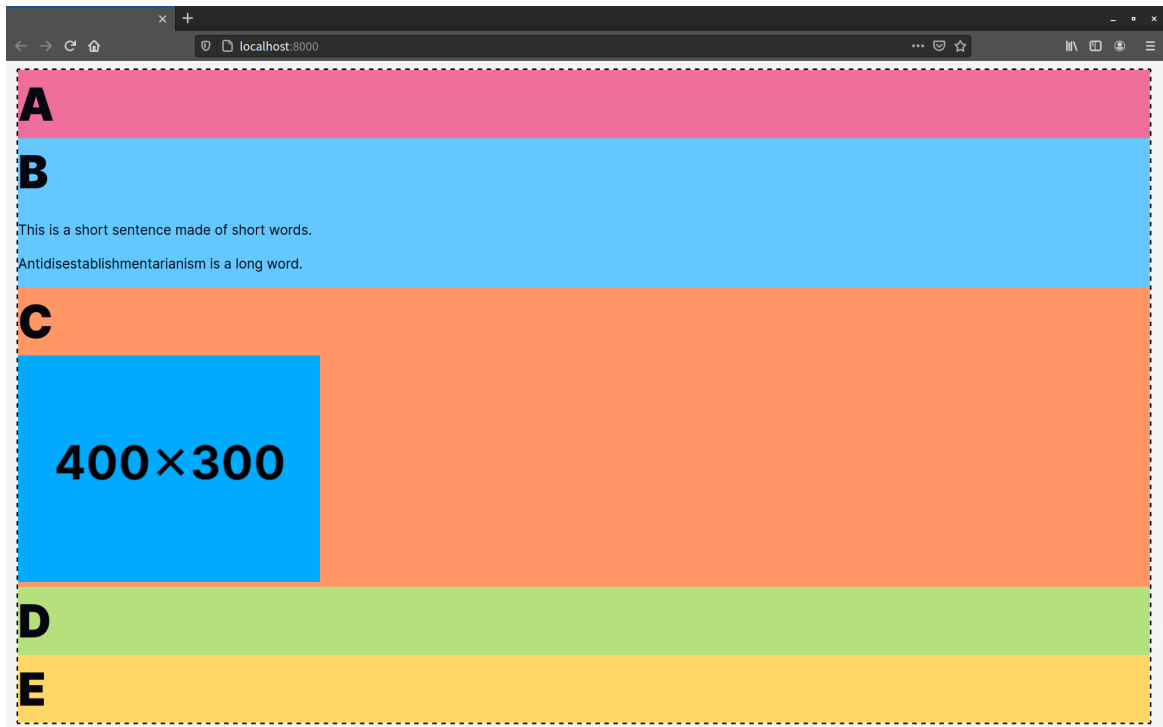 localhost:8000
A
B
This is a short sentence made of short words.
Antidisestablishmentarianism is a long word.
C
400×300
D
E